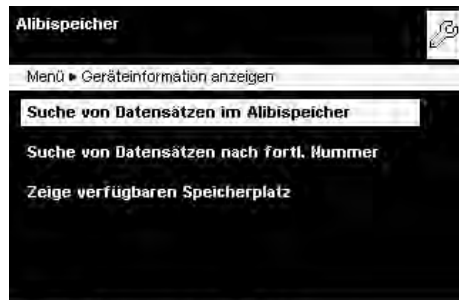 Alibispeicher
Menü ▸ Geräteinformation anzeigen
Suche von Datensätzen im Alibispeicher
Suche von Datensätzen nach fortl. Nummer
Zeige verfügbaren Speicherplatz